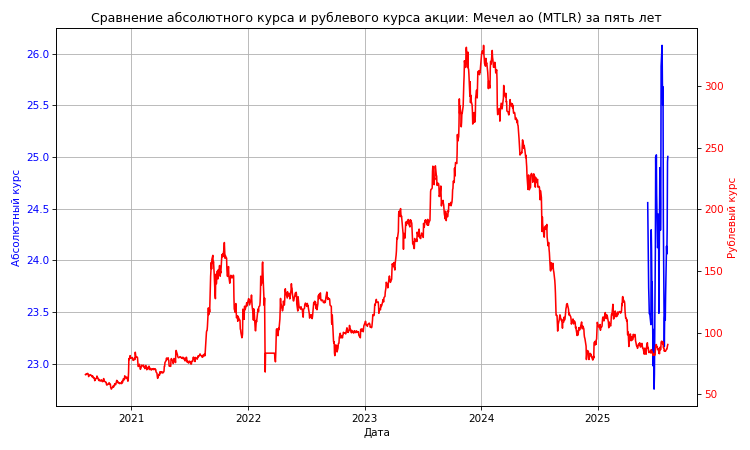 Сравнение абсолютного курса и рублевого курса акции: Мечел ао (MTLR) за пять лет
26.0
25.5
25.0
24.5
24.0
23.5
23.0
Абсолютный курс
300
250
200
150
100
50
Рублевый курс
2021 2022 2023 2024 2025
Дата